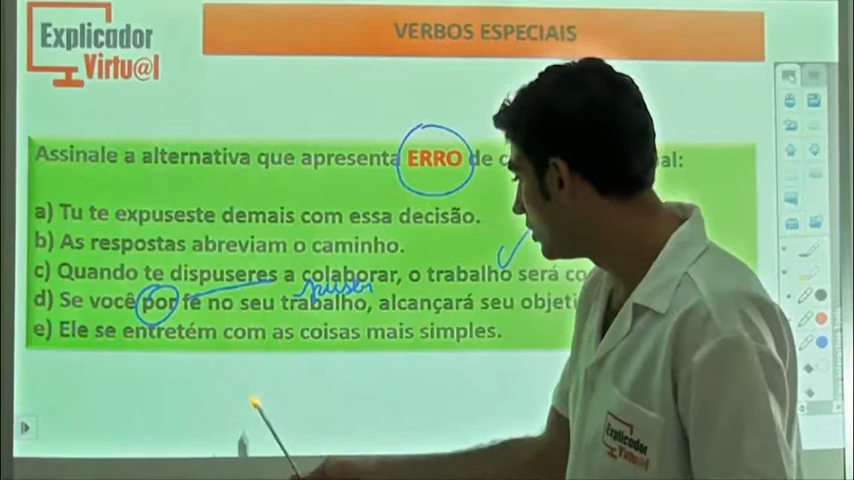 Explicador
Virtu@l
VERBOS ESPECIAIS
Assinale a alternativa que apresenta ERRO de al:
a) Tu te expuseste demais com essa decisão.
b) As respostas abreviam o caminho.
c) Quando te dispuseres a colaborar, o trabalho será
puser
d) Se você por fé no seu trabalho, alcançará seu
e) Ele se entretém com as coisas mais simples.
Explicador
Virtu@l